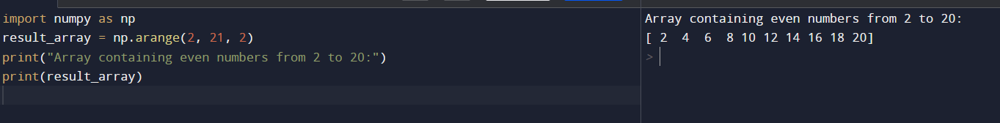 import numpy as np
result_array = np.arange(2, 21, 2)
print("Array containing even numbers from 2 to 20:")
print(result_array)
Array containing even numbers from 2 to 20:
[ 2  4  6  8 10 12 14 16 18 20]
>